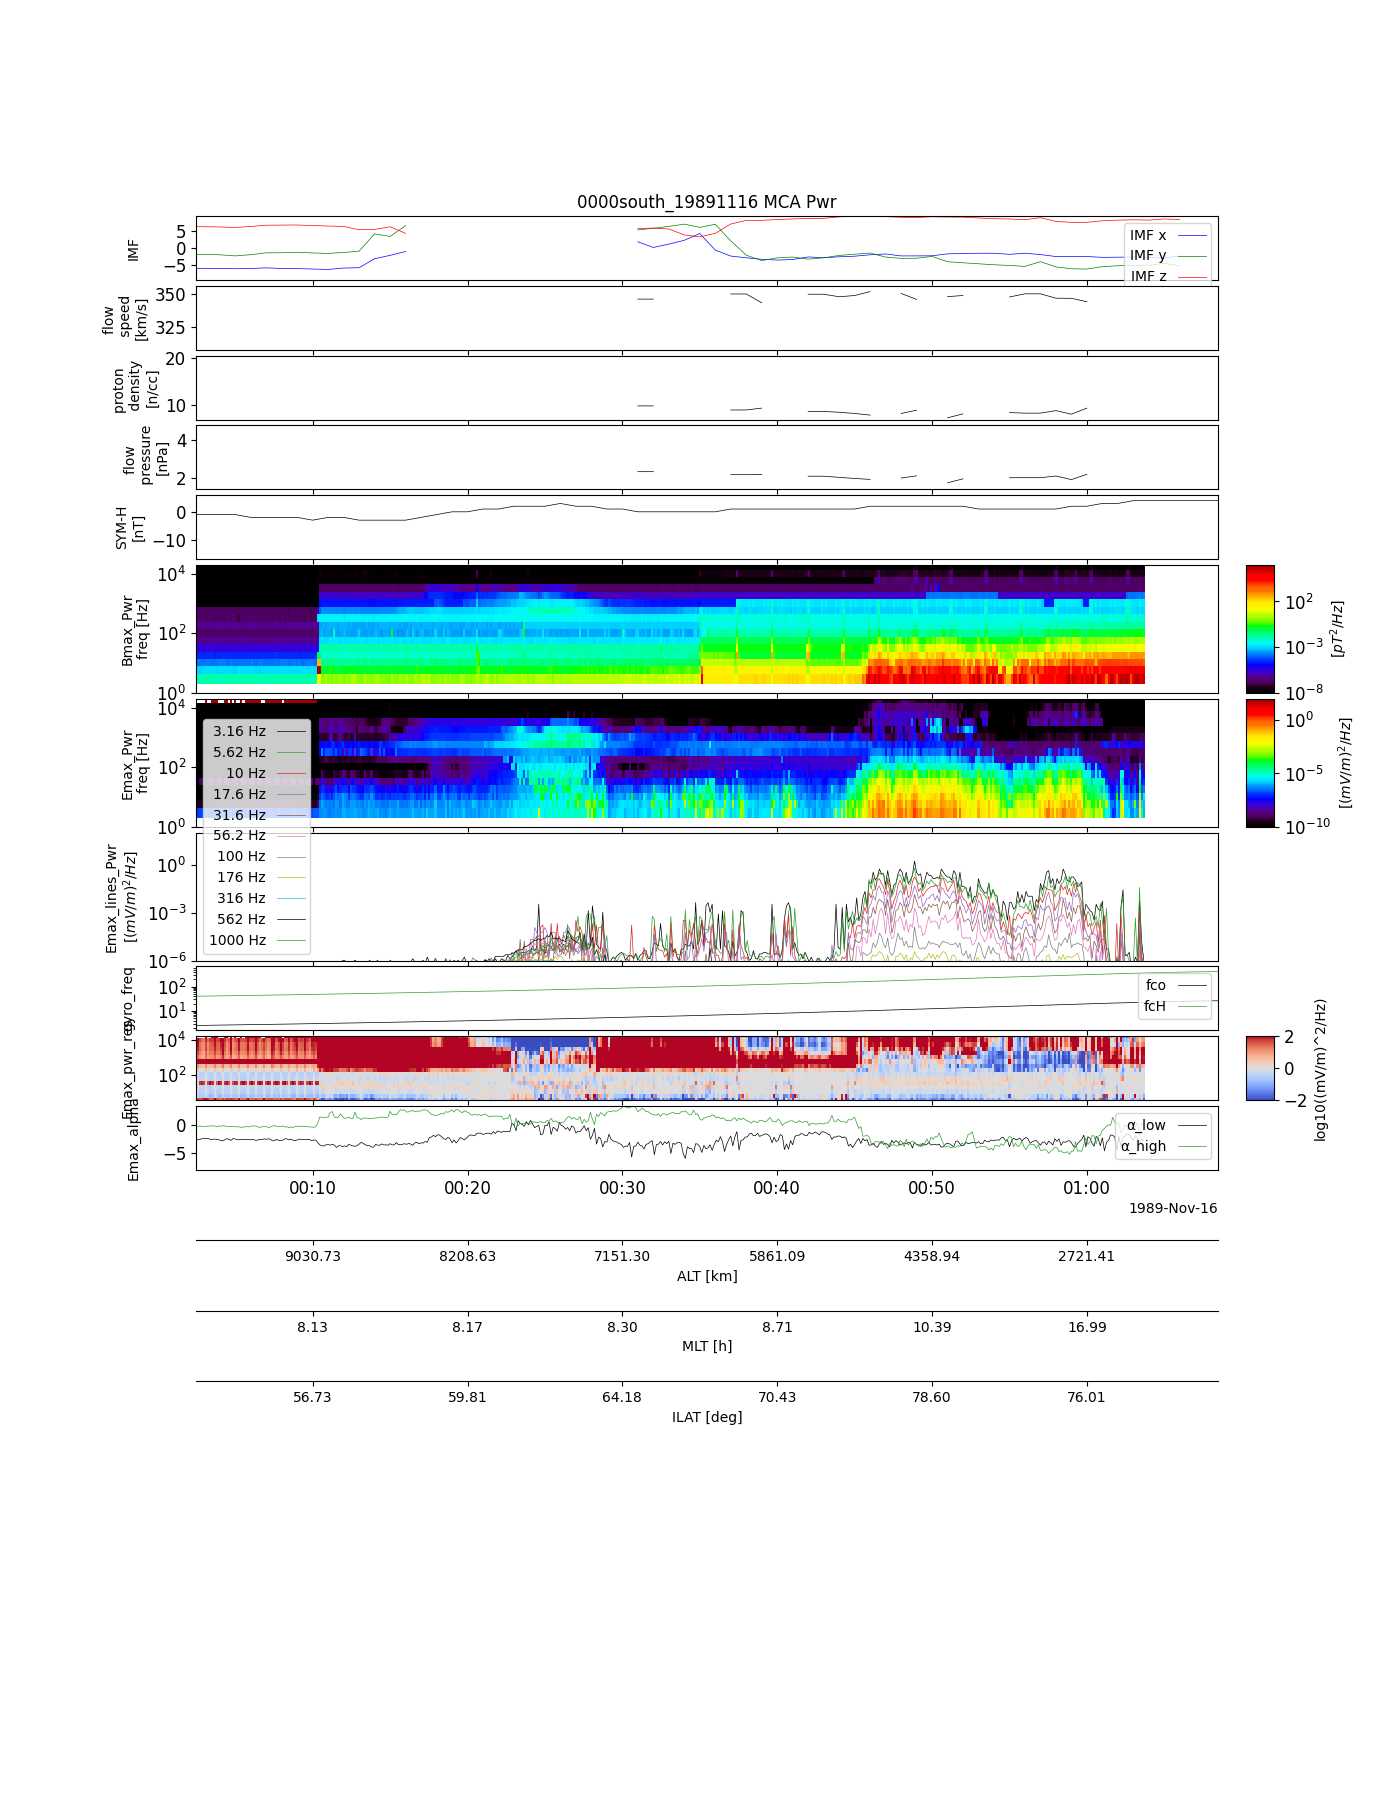 0000south_19891116 MCA Pwr
5
0
−5
IMF
IMF x
IMF y
IMF z
350
325
flow
speed
[km/s]
20
10
proton
density
[n/cc]
4
2
flow
pressure
[nPa]
0
−10
SYM-H
[nT]
10^4
10^2
10^0
Bmax_Pwr
freq [Hz]
10^2
10^−3
10^−8
[pT^2/Hz]
10^4
10^2
10^0
Emax_Pwr
freq [Hz]
10^0
10^−5
10^−10
[(mV/m)^2/Hz]
3.16 Hz
5.62 Hz
10 Hz
17.6 Hz
31.6 Hz
56.2 Hz
100 Hz
176 Hz
316 Hz
562 Hz
1000 Hz
10^0
10^−3
10^−6
Emax_lines_Pwr
[(mV/m)^2/Hz]
10^2
10^1
fco
fcH
10^4
10^2
2
0
−2
log10((mV/m)^2/Hz)
0
−5
Emax_alpha
α_low
α_high
00:10 00:20 00:30 00:40 00:50 01:00
1989-Nov-16
9030.73 8208.63 7151.30 5861.09 4358.94 2721.41
ALT [km]
8.13 8.17 8.30 8.71 10.39 16.99
MLT [h]
56.73 59.81 64.18 70.43 78.60 76.01
ILAT [deg]